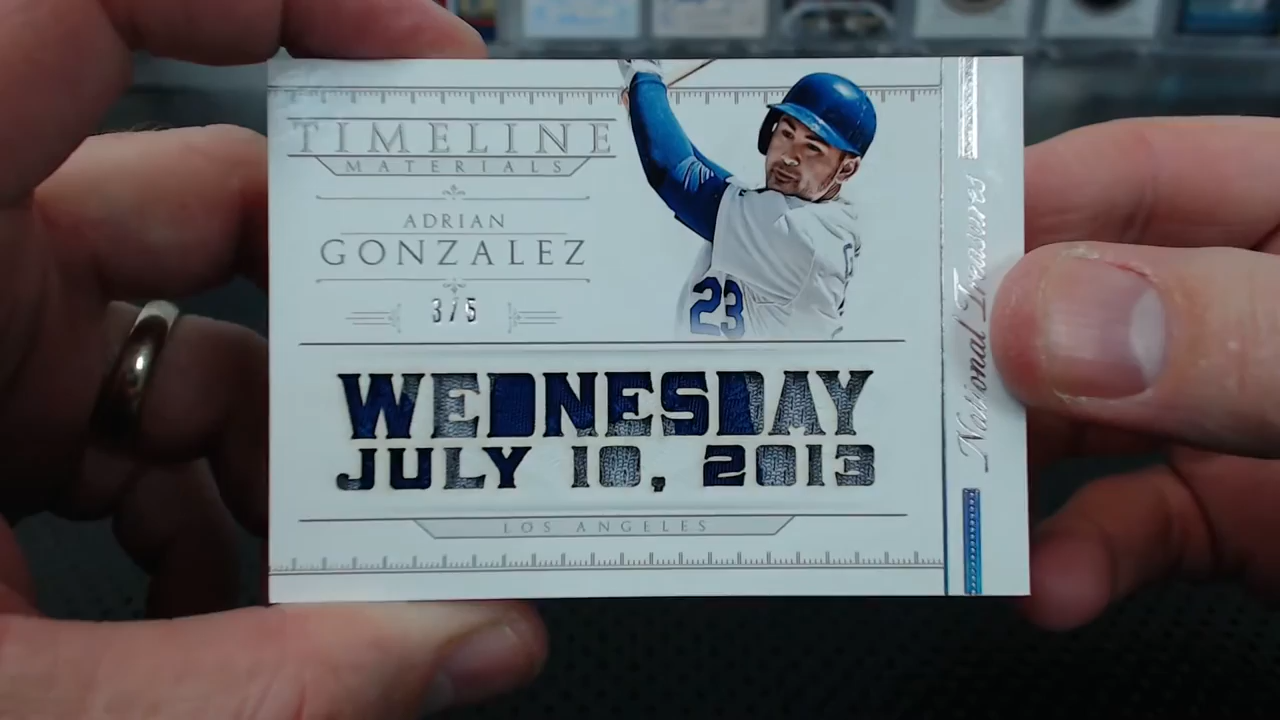 TIMELINE
MATERIALS
ADRIAN
GONZALEZ
3/5
23
WEDNESDAY
JULY 10, 2013
LOS ANGELES
National Treasures